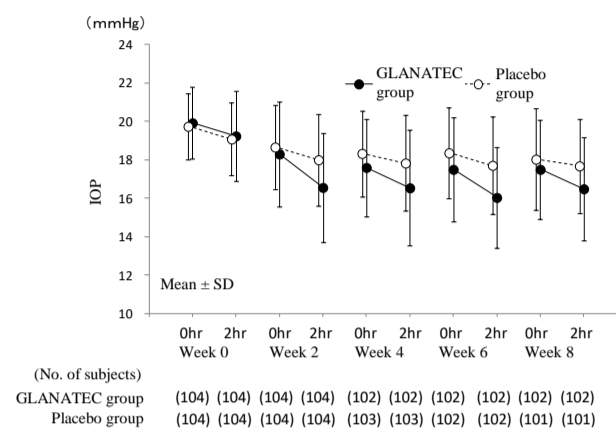 (mmHg)
24
22
20
18
16
14
12
10
IOP
GLANATEC group
Placebo group
Mean ± SD
0hr 2hr 0hr 2hr 0hr 2hr 0hr 2hr 0hr 2hr
Week 0 Week 2 Week 4 Week 6 Week 8
(No. of subjects)
GLANATEC group (104) (104) (104) (104) (102) (102) (102) (102) (102) (102)
Placebo group (104) (104) (104) (104) (103) (103) (102) (102) (101) (101)